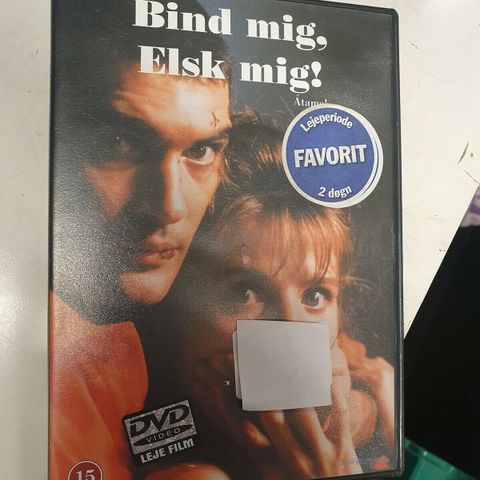 Bind mig,
Elsk mig!
Átame!
Lejeperiode
FAVORIT
2 døgn
DVD
VIDEO
LEJE FILM
15